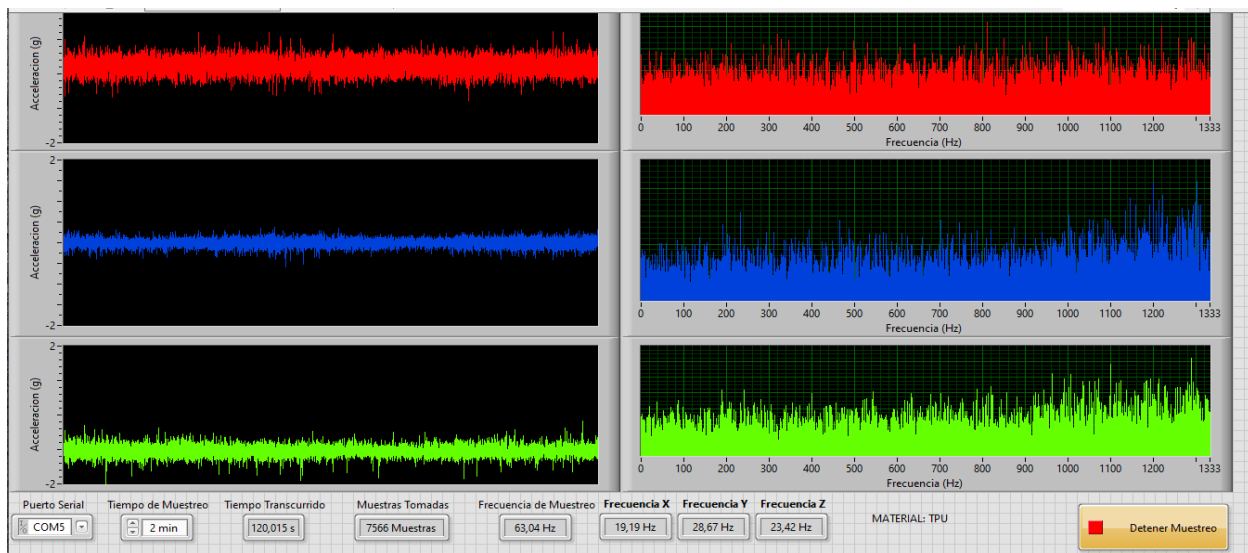 Aceleracion (g)
-2
0 100 200 300 400 500 600 700 800 900 1000 1100 1200 1333
Frecuencia (Hz)
2
Aceleracion (g)
-2
0 100 200 300 400 500 600 700 800 900 1000 1100 1200 1333
Frecuencia (Hz)
2
Aceleracion (g)
-2
0 100 200 300 400 500 600 700 800 900 1000 1100 1200 1333
Frecuencia (Hz)
Puerto Serial Tiempo de Muestreo Tiempo Transcurrido Muestras Tomadas Frecuencia de Muestreo Frecuencia X Frecuencia Y Frecuencia Z
COM5 2 min 120,015 s 7566 Muestras 63,04 Hz 19,19 Hz 28,67 Hz 23,42 Hz MATERIAL: TPU Detener Muestreo